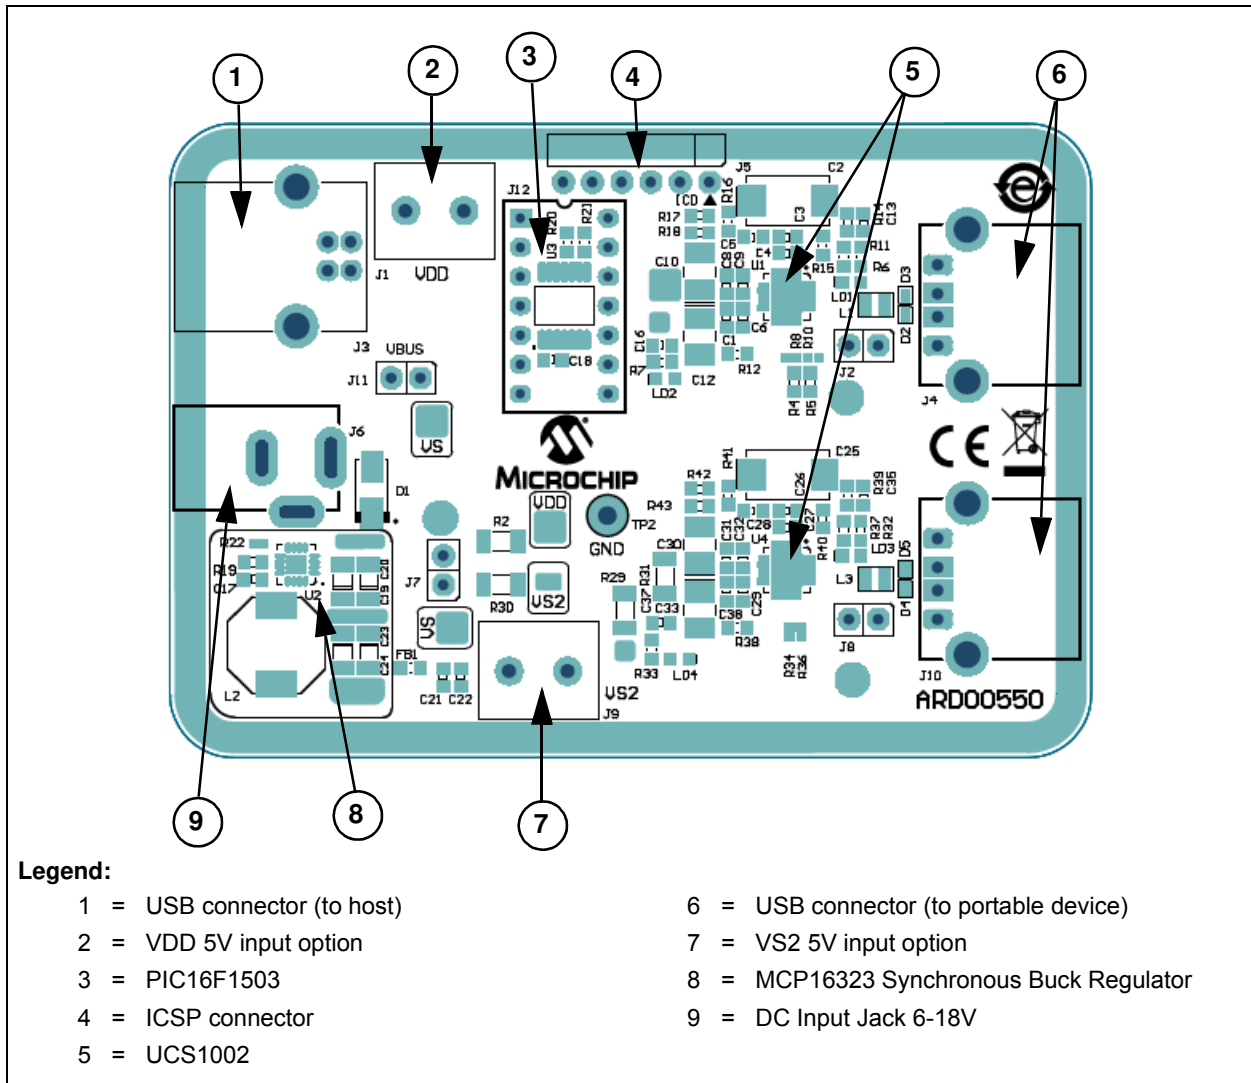 1
2
3
4
5
6
J5
C2
J12
ICD
R16
R20
R21
U3
R17
R18
C5
C3
C4
R14
C13
R11
R15
R6
LD1
L1
D3
D2
J1
VDD
C10
C8
C9
U1
C6
C1
C16
R7
LD2
C18
C12
R12
R8
R10
R4
R5
J2
J4
J3
VBUS
J11
J6
VS
D1
MICROCHIP
VDD
TP2
GND
R2
R42
R43
R41
C25
C26
C28
C27
R39
C35
R37
R32
R40
LD3
L3
D5
D4
C31
C32
U4
C30
R31
R29
C37
C33
C38
C29
R38
R33
LD4
R34
R36
J8
J10
R22
R19
C17
U2
C20
C19
C23
C24
L2
FB1
J7
R30
VS2
VS
C21
C22
VS2
J9
ARD00550
9
8
7
Legend:
1 = USB connector (to host)
2 = VDD 5V input option
3 = PIC16F1503
4 = ICSP connector
5 = UCS1002
6 = USB connector (to portable device)
7 = VS2 5V input option
8 = MCP16323 Synchronous Buck Regulator
9 = DC Input Jack 6-18V